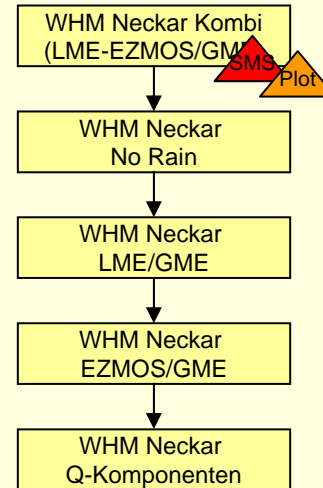 WHM Neckar Kombi
(LME-EZMOS/GM
SMS
Plot
WHM Neckar
No Rain
WHM Neckar
LME/GME
WHM Neckar
EZMOS/GME
WHM Neckar
Q-Komponenten